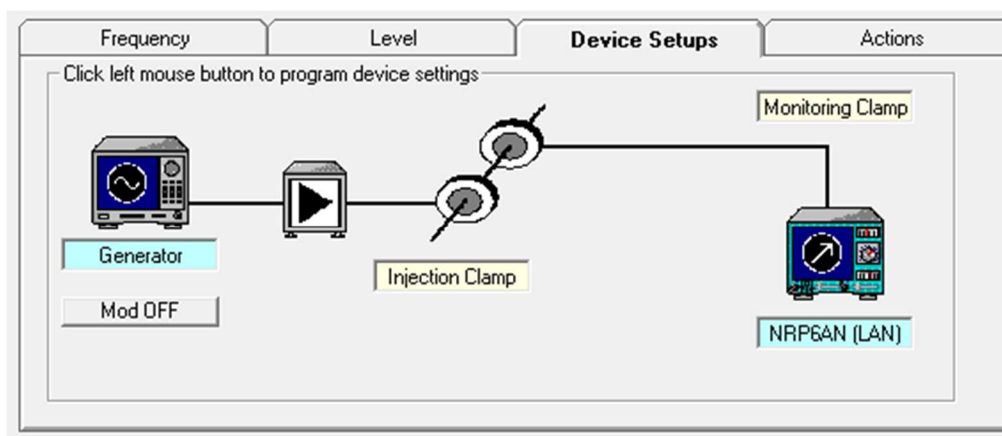 Frequency
Level
Device Setups
Actions
Click left mouse button to program device settings
Monitoring Clamp
Generator
Injection Clamp
Mod OFF
NRP6AN (LAN)